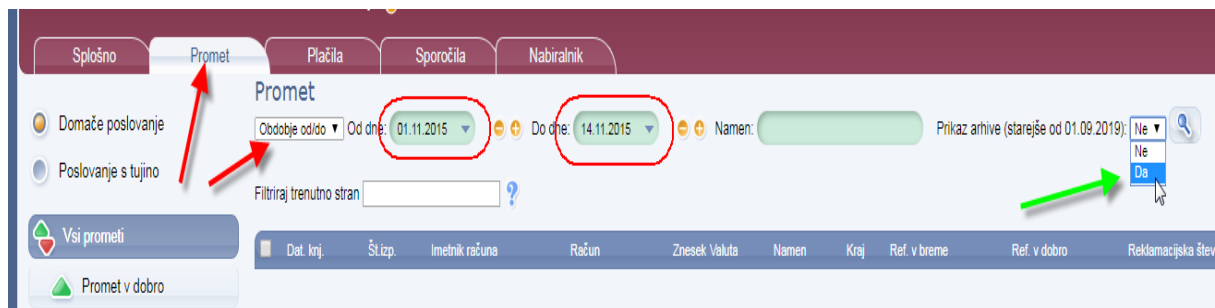 Splošno Promet Plačila Sporočila Nabiralnik
Promet
Domače poslovanje
Obdobje od/do Od dne: 01.11.2015 Do dne: 14.11.2015 Namen: Prikaz arhive (starejše od 01.09.2019): Ne
Ne
Da
Poslovanje s tujino
Filtriraj trenutno stran
Vsi prometi
Dat. knj. Št.izp. Imetnik računa Račun Znesek Valuta Namen Kraj Ref. v breme Ref. v dobro Reklamacijska štev
Promet v dobro